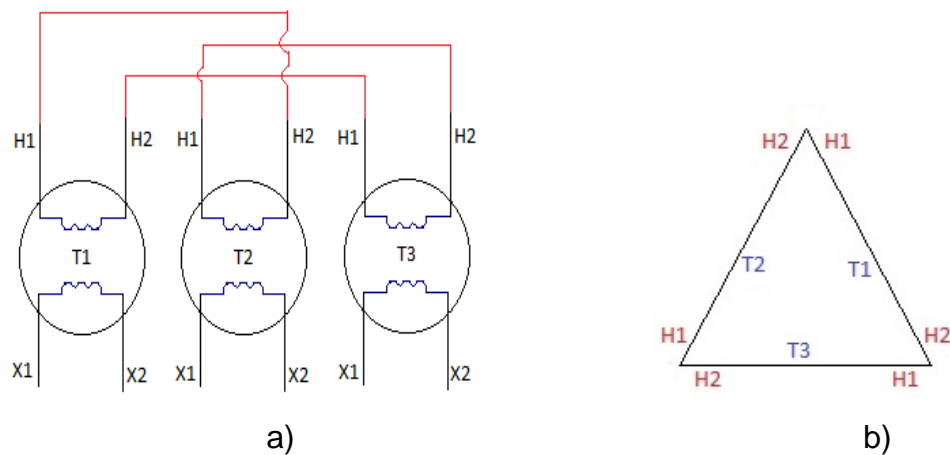 H1 H2 H1 H2 H1 H2
T1 T2 T3
X1 X2 X1 X2 X1 X2
a)
H2 H1
T2 T1
H1 H2
T3
H2 H1
b)